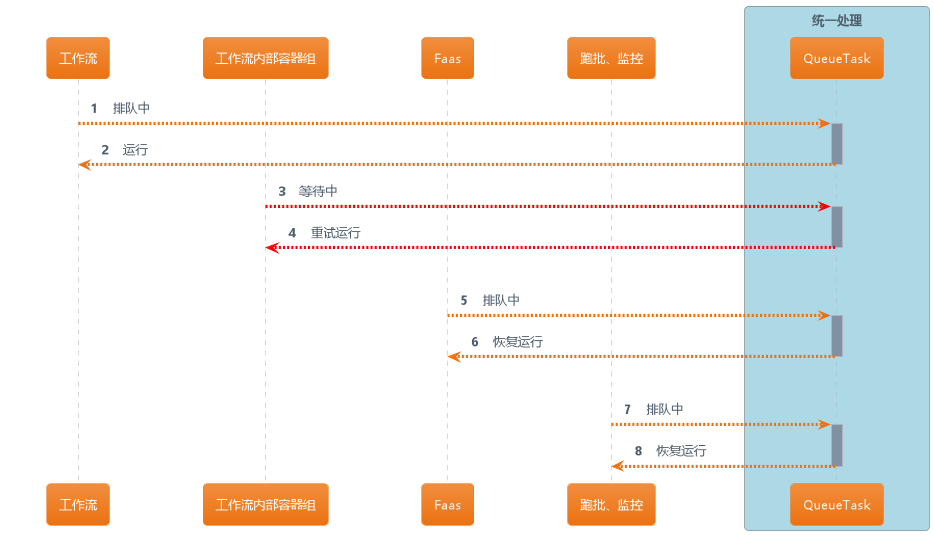 统一处理
工作流
工作流内部容器组
Faas
跑批、监控
QueueTask
1 排队中
2 运行
3 等待中
4 重试运行
5 排队中
6 恢复运行
7 排队中
8 恢复运行
工作流
工作流内部容器组
Faas
跑批、监控
QueueTask